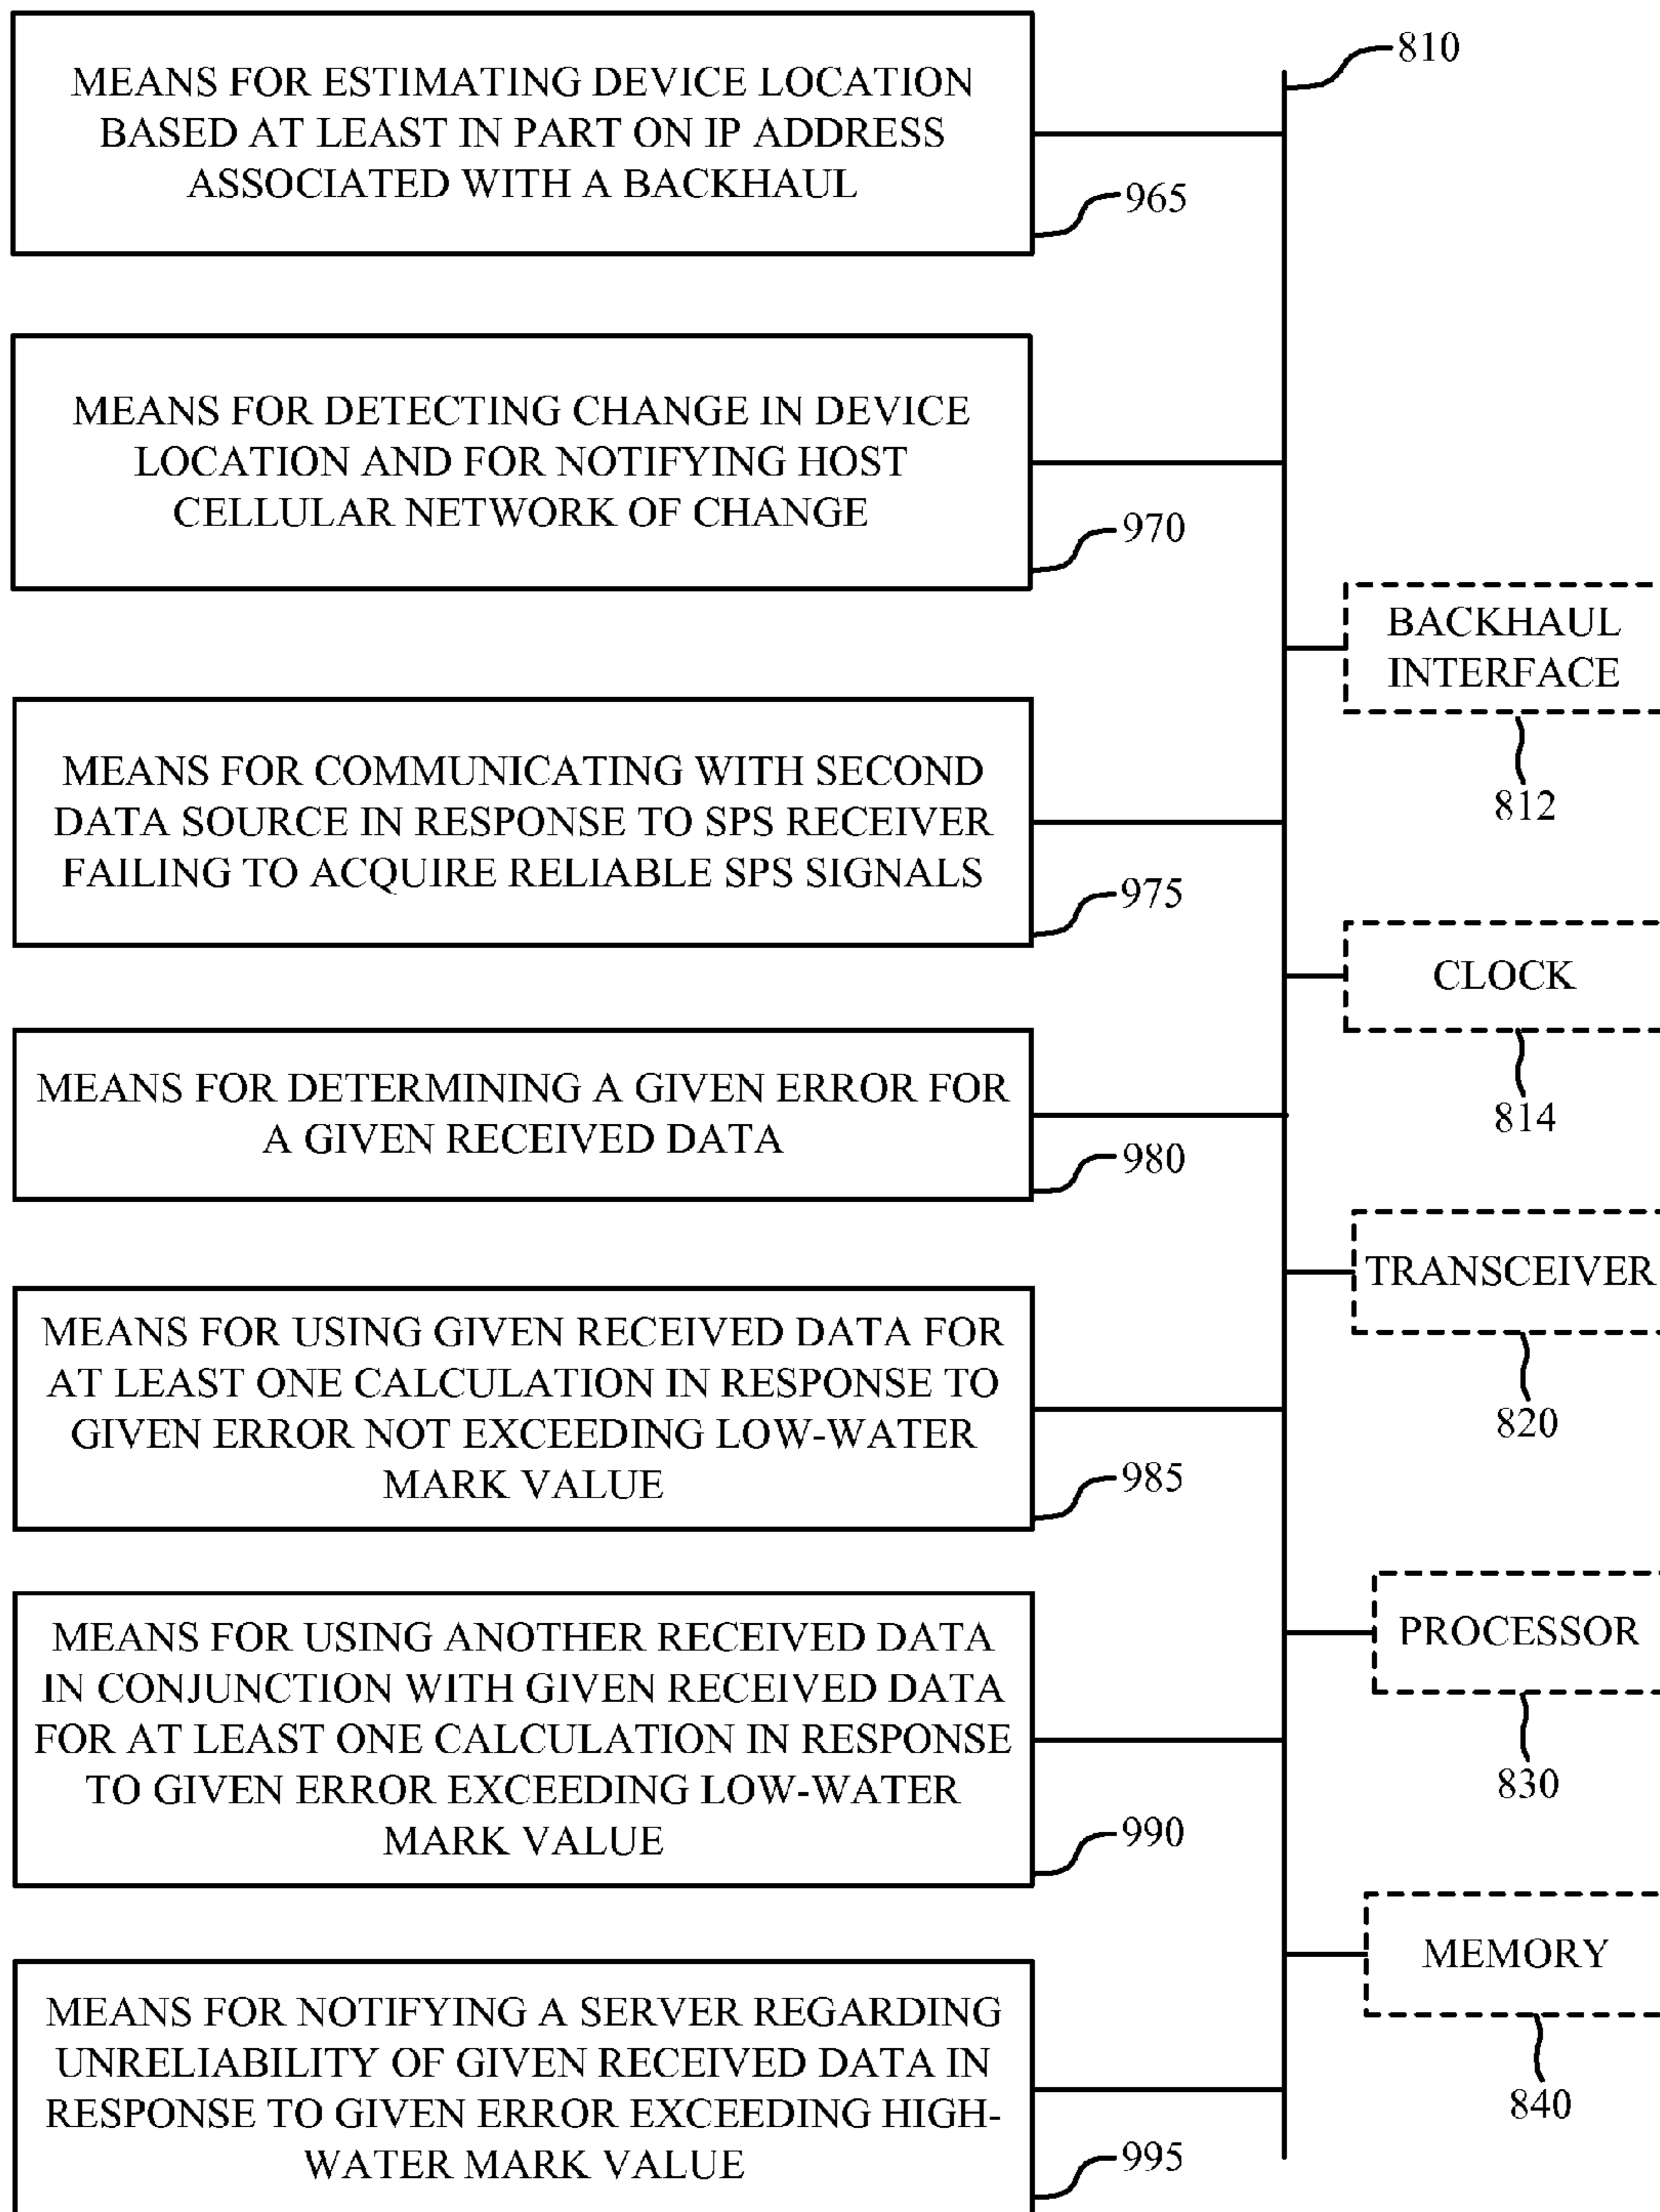 810
MEANS FOR ESTIMATING DEVICE LOCATION
BASED AT LEAST IN PART ON IP ADDRESS
ASSOCIATED WITH A BACKHAUL
965
MEANS FOR DETECTING CHANGE IN DEVICE
LOCATION AND FOR NOTIFYING HOST
CELLULAR NETWORK OF CHANGE
970
BACKHAUL
INTERFACE
812
MEANS FOR COMMUNICATING WITH SECOND
DATA SOURCE IN RESPONSE TO SPS RECEIVER
FAILING TO ACQUIRE RELIABLE SPS SIGNALS
975
CLOCK
814
MEANS FOR DETERMINING A GIVEN ERROR FOR
A GIVEN RECEIVED DATA
980
TRANSCEIVER
820
MEANS FOR USING GIVEN RECEIVED DATA FOR
AT LEAST ONE CALCULATION IN RESPONSE TO
GIVEN ERROR NOT EXCEEDING LOW-WATER
MARK VALUE
985
PROCESSOR
830
MEANS FOR USING ANOTHER RECEIVED DATA
IN CONJUNCTION WITH GIVEN RECEIVED DATA
FOR AT LEAST ONE CALCULATION IN RESPONSE
TO GIVEN ERROR EXCEEDING LOW-WATER
MARK VALUE
990
MEMORY
840
MEANS FOR NOTIFYING A SERVER REGARDING
UNRELIABILITY OF GIVEN RECEIVED DATA IN
RESPONSE TO GIVEN ERROR EXCEEDING HIGH-
WATER MARK VALUE
995